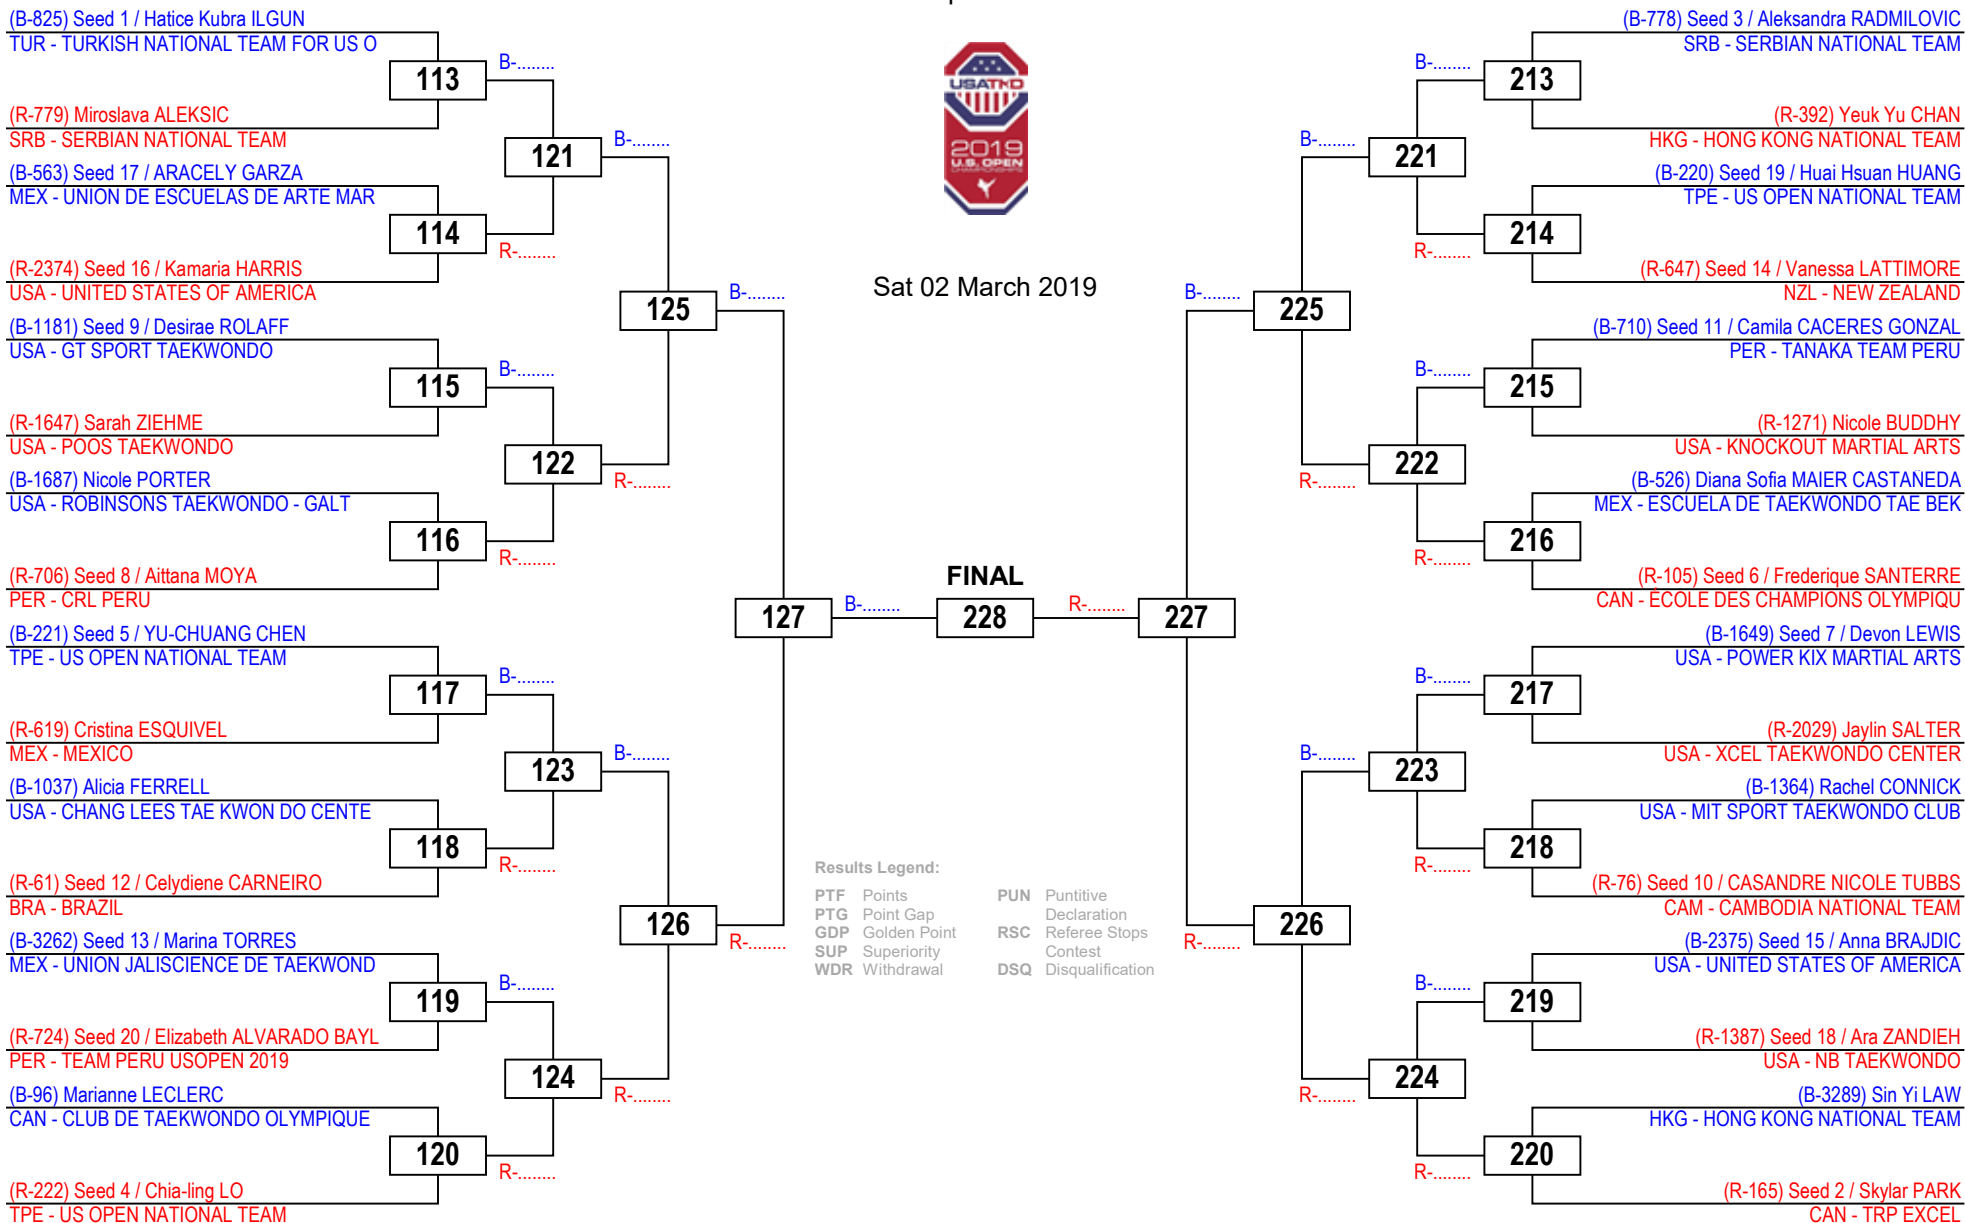 (B-825) Seed 1 / Hatice Kubra ILGUN
TUR - TURKISH NATIONAL TEAM FOR US O
113
B-........
(R-779) Miroslava ALEKSIC
SRB - SERBIAN NATIONAL TEAM
121
B-........
(B-563) Seed 17 / ARACELY GARZA
MEX - UNION DE ESCUELAS DE ARTE MAR
114
R-........
(R-2374) Seed 16 / Kamaria HARRIS
USA - UNITED STATES OF AMERICA
125
B-........
(B-1181) Seed 9 / Desirae ROLAFF
USA - GT SPORT TAEKWONDO
115
B-........
(R-1647) Sarah ZIEHME
USA - POOS TAEKWONDO
122
R-........
(B-1687) Nicole PORTER
USA - ROBINSONS TAEKWONDO - GALT
116
R-........
(R-706) Seed 8 / Aittana MOYA
PER - CRL PERU
127
B-........
(B-221) Seed 5 / YU-CHUANG CHEN
TPE - US OPEN NATIONAL TEAM
117
B-........
(R-619) Cristina ESQUIVEL
MEX - MEXICO
123
B-........
(B-1037) Alicia FERRELL
USA - CHANG LEES TAE KWON DO CENTE
118
R-........
(R-61) Seed 12 / Celydiene CARNEIRO
BRA - BRAZIL
126
R-........
(B-3262) Seed 13 / Marina TORRES
MEX - UNION JALISCIENCE DE TAEKWOND
119
B-........
(R-724) Seed 20 / Elizabeth ALVARADO BAYL
PER - TEAM PERU USOPEN 2019
124
R-........
(B-96) Marianne LECLERC
CAN - CLUB DE TAEKWONDO OLYMPIQUE
120
R-........
(R-222) Seed 4 / Chia-ling LO
TPE - US OPEN NATIONAL TEAM
USATKD
2019
U.S. OPEN
CHAMPIONSHIPS
Sat 02 March 2019
FINAL
228
Results Legend:
PTF Points
PTG Point Gap
GDP Golden Point
SUP Superiority
WDR Withdrawal
PUN Puntitive
Declaration
RSC Referee Stops
Contest
DSQ Disqualification
(B-778) Seed 3 / Aleksandra RADMILOVIC
SRB - SERBIAN NATIONAL TEAM
B-........
213
(R-392) Yeuk Yu CHAN
HKG - HONG KONG NATIONAL TEAM
B-........
221
(B-220) Seed 19 / Huai Hsuan HUANG
TPE - US OPEN NATIONAL TEAM
R-........
214
(R-647) Seed 14 / Vanessa LATTIMORE
NZL - NEW ZEALAND
B-........
225
(B-710) Seed 11 / Camila CACERES GONZAL
PER - TANAKA TEAM PERU
B-........
215
(R-1271) Nicole BUDDHY
USA - KNOCKOUT MARTIAL ARTS
R-........
222
(B-526) Diana Sofia MAIER CASTAÑEDA
MEX - ESCUELA DE TAEKWONDO TAE BEK
R-........
216
(R-105) Seed 6 / Frederique SANTERRE
CAN - ÉCOLE DES CHAMPIONS OLYMPIQU
R-........
227
(B-1649) Seed 7 / Devon LEWIS
USA - POWER KIX MARTIAL ARTS
B-........
217
(R-2029) Jaylin SALTER
USA - XCEL TAEKWONDO CENTER
B-........
223
(B-1364) Rachel CONNICK
USA - MIT SPORT TAEKWONDO CLUB
R-........
218
(R-76) Seed 10 / CASANDRE NICOLE TUBBS
CAM - CAMBODIA NATIONAL TEAM
R-........
226
(B-2375) Seed 15 / Anna BRAJDIC
USA - UNITED STATES OF AMERICA
B-........
219
(R-1387) Seed 18 / Ara ZANDIEH
USA - NB TAEKWONDO
R-........
224
(B-3289) Sin Yi LAW
HKG - HONG KONG NATIONAL TEAM
R-........
220
(R-165) Seed 2 / Skylar PARK
CAN - TRP EXCEL